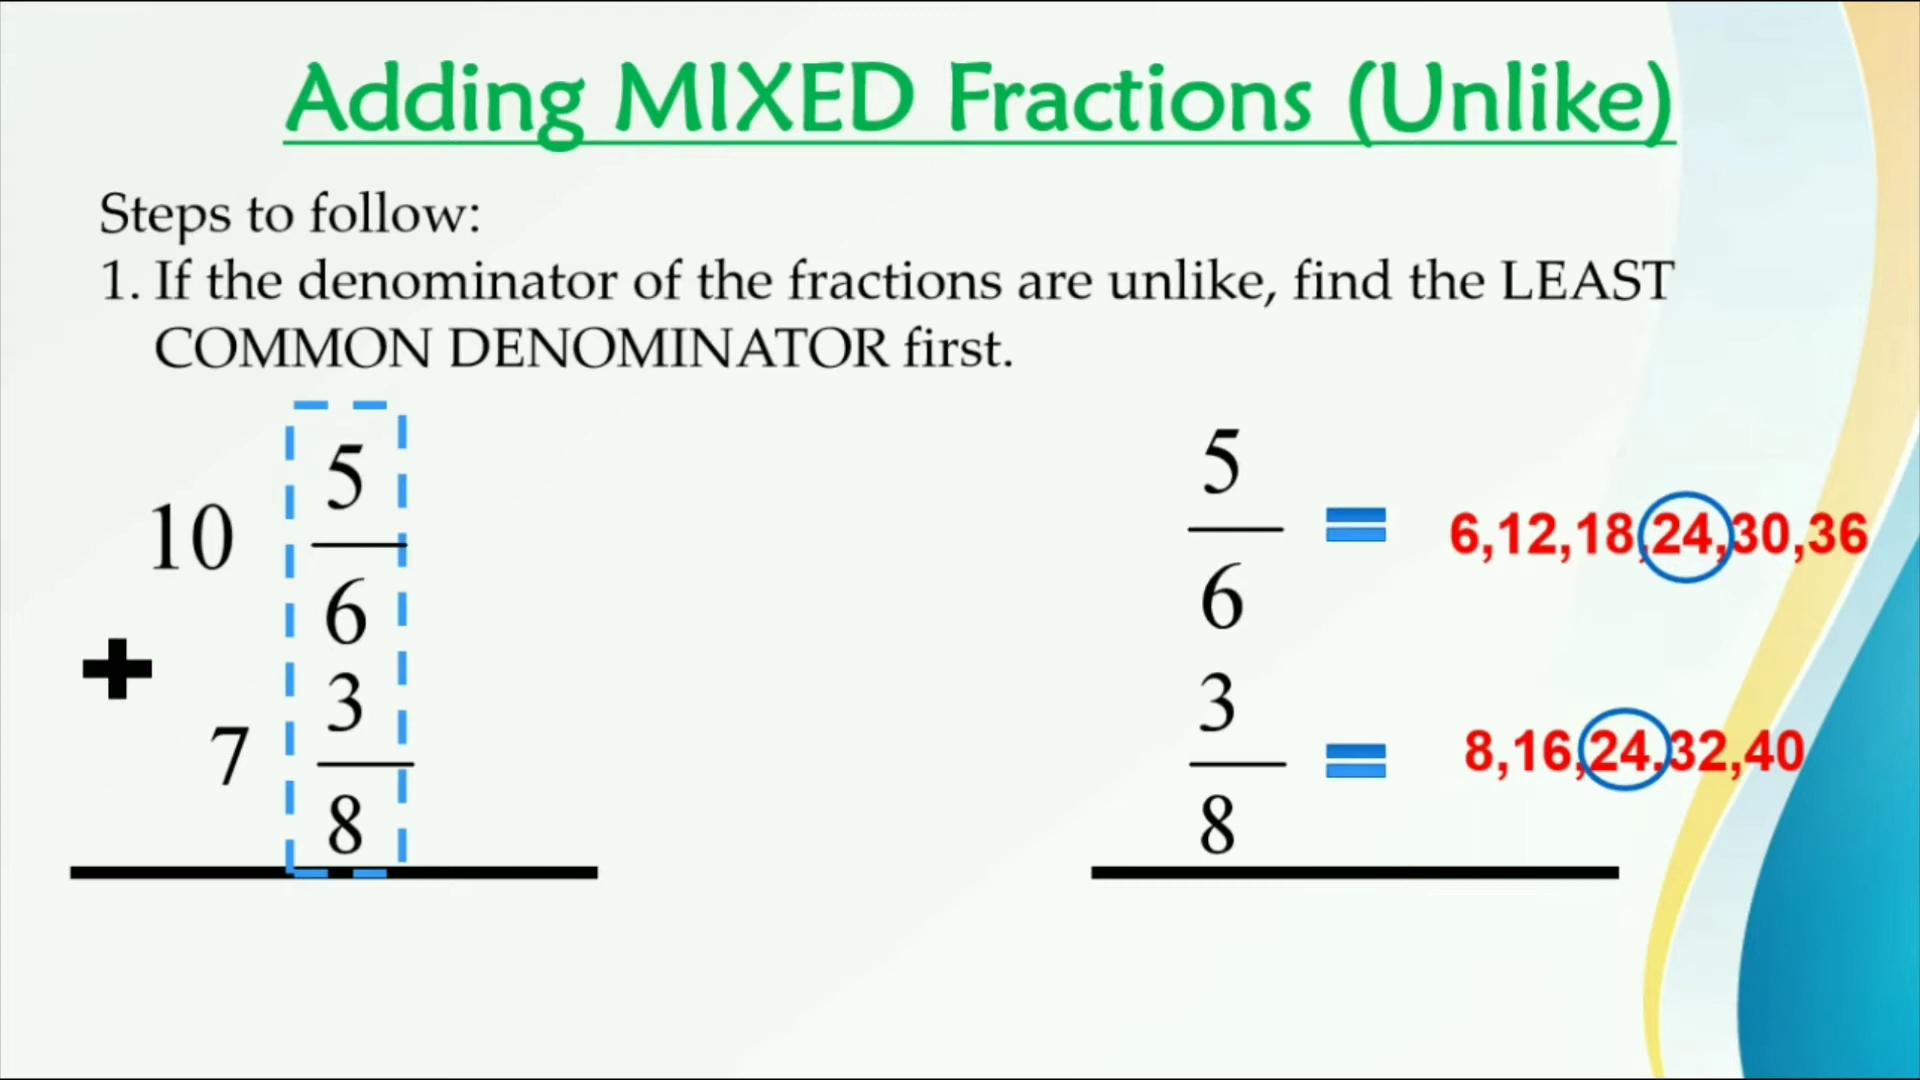 Adding MIXED Fractions (Unlike)
Steps to follow:
1. If the denominator of the fractions are unlike, find the LEAST
COMMON DENOMINATOR first.
10 5/6
+
7 3/8
5/6 = 6,12,18,24,30,36
3/8 = 8,16,24,32,40